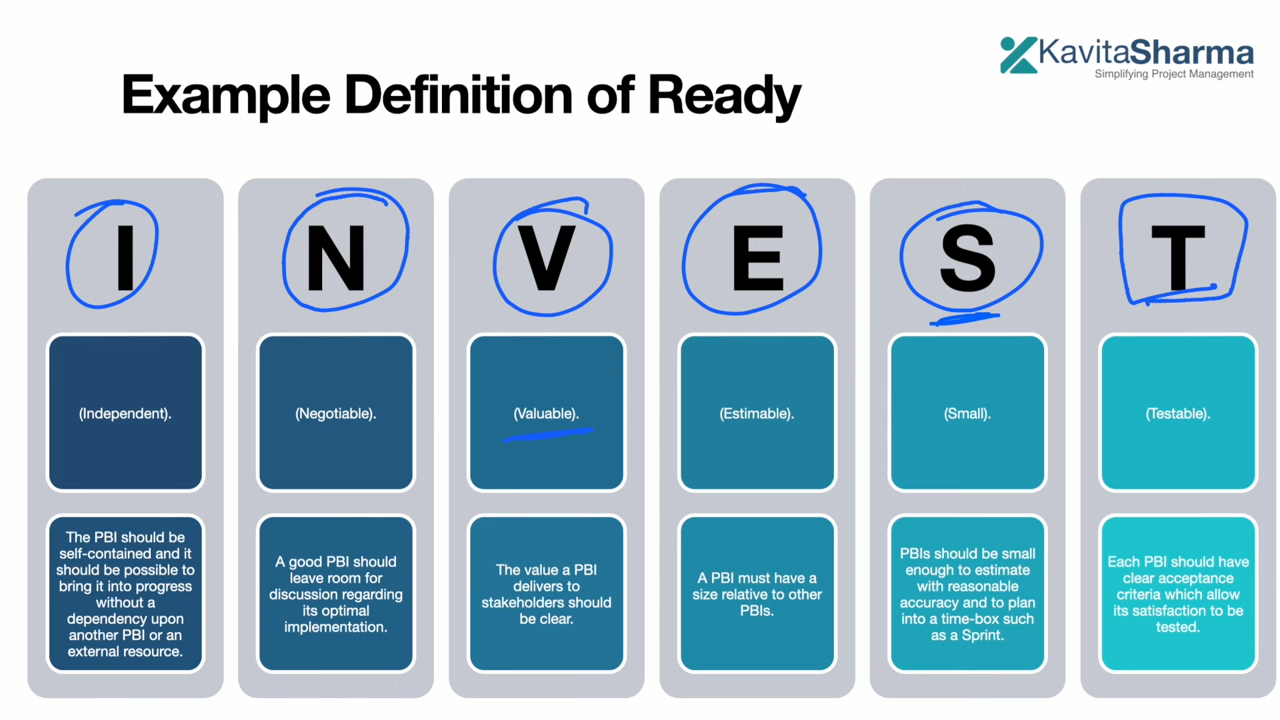 KavitaSharma
Simplifying Project Management
Example Definition of Ready
I
(Independent).
The PBI should be
self-contained and it
should be possible to
bring it into progress
without a
dependency upon
another PBI or an
external resource.
N
(Negotiable).
A good PBI should
leave room for
discussion regarding
its optimal
implementation.
V
(Valuable).
The value a PBI
delivers to
stakeholders should
be clear.
E
(Estimable).
A PBI must have a
size relative to other
PBIs.
S
(Small).
PBIs should be small
enough to estimate
with reasonable
accuracy and to plan
into a time-box such
as a Sprint.
T
(Testable).
Each PBI should have
clear acceptance
criteria which allow
its satisfaction to be
tested.